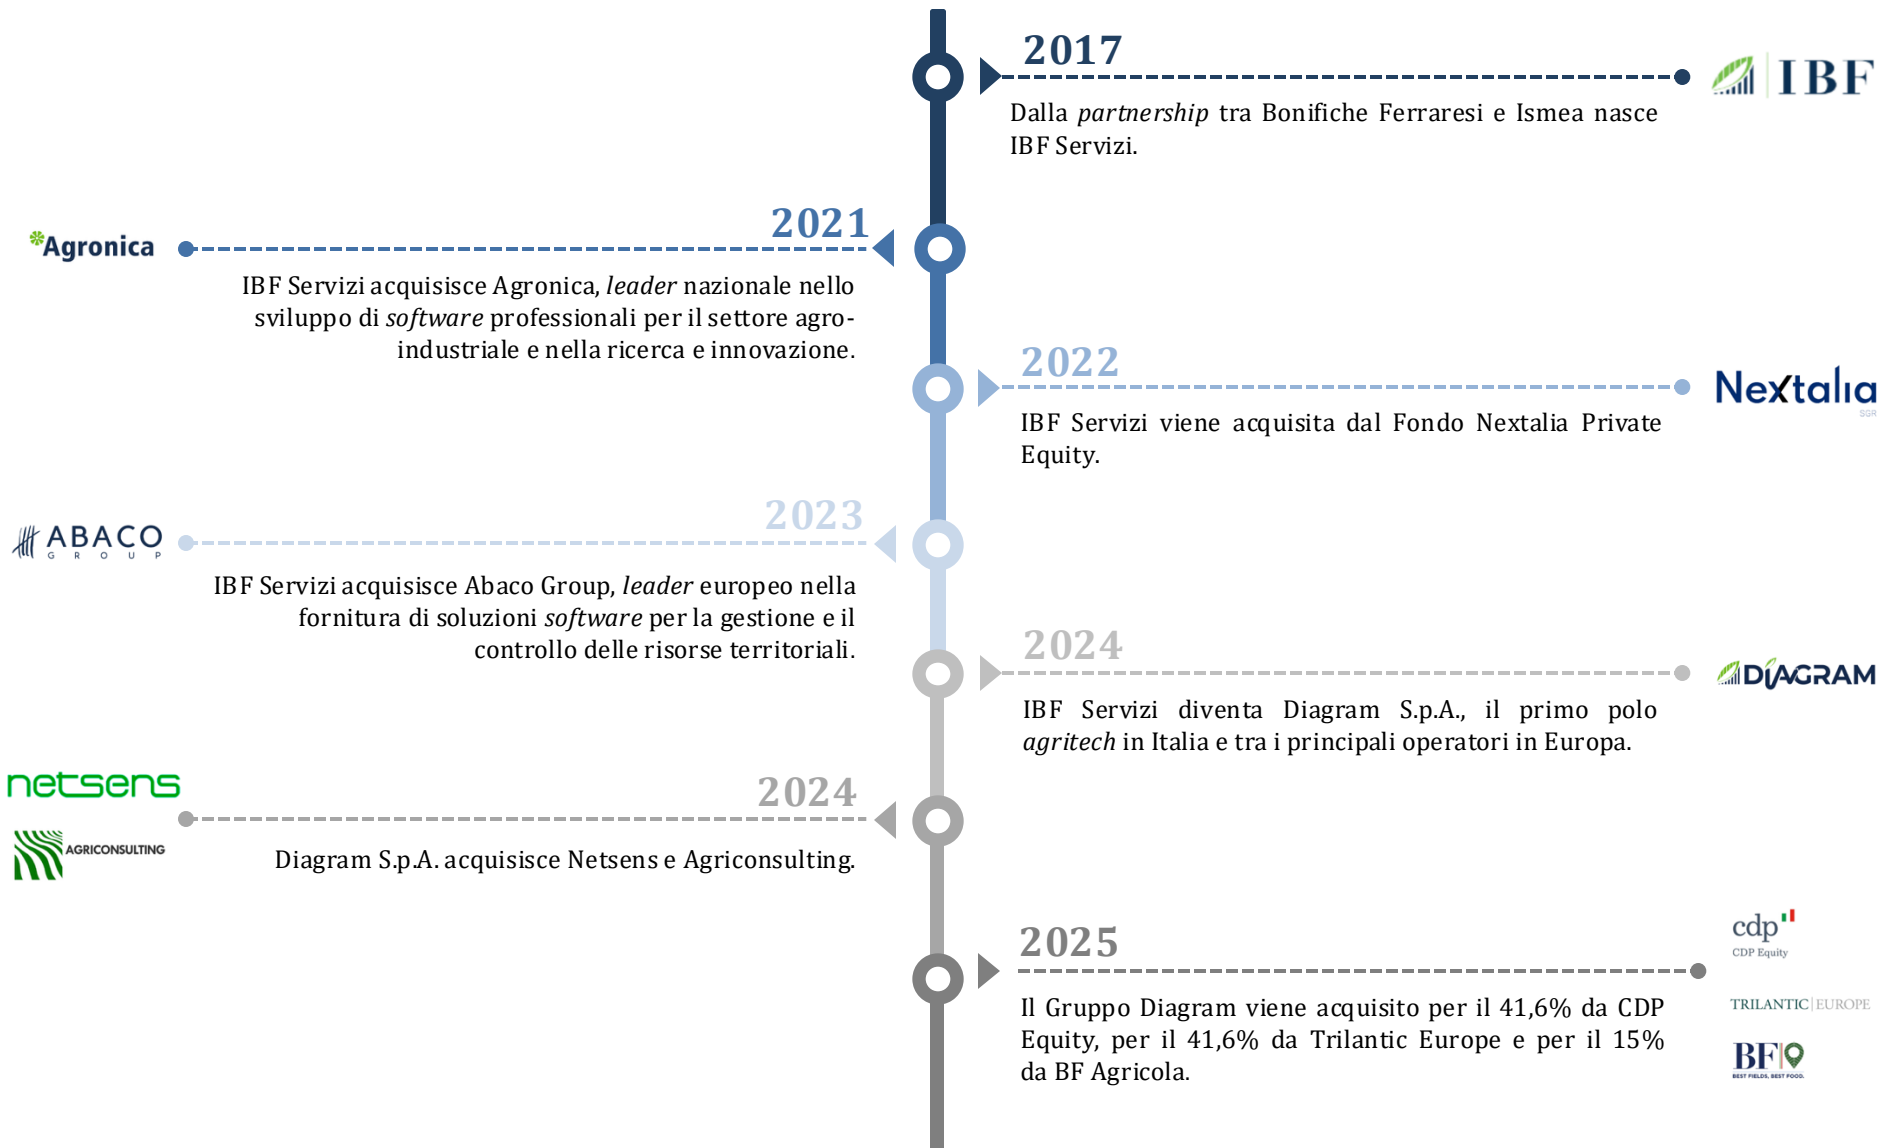 2017
IBF
Dalla partnership tra Bonifiche Ferraresi e Ismea nasce
IBF Servizi.
2021
Agronica
IBF Servizi acquisisce Agronica, leader nazionale nello
sviluppo di software professionali per il settore agro-
industriale e nella ricerca e innovazione.
2022
Nextalia
SGR
IBF Servizi viene acquisita dal Fondo Nextalia Private
Equity.
2023
ABACO
GROUP
IBF Servizi acquisisce Abaco Group, leader europeo nella
fornitura di soluzioni software per la gestione e il
controllo delle risorse territoriali.
2024
DIAGRAM
IBF Servizi diventa Diagram S.p.A., il primo polo
agritech in Italia e tra i principali operatori in Europa.
2024
netsens
AGRICONSULTING
Diagram S.p.A. acquisisce Netsens e Agriconsulting.
2025
cdp
CDP Equity
Il Gruppo Diagram viene acquisito per il 41,6% da CDP
Equity, per il 41,6% da Trilantic Europe e per il 15%
da BF Agricola.
TRILANTIC EUROPE
BF
BEST FIELDS, BEST FOOD.